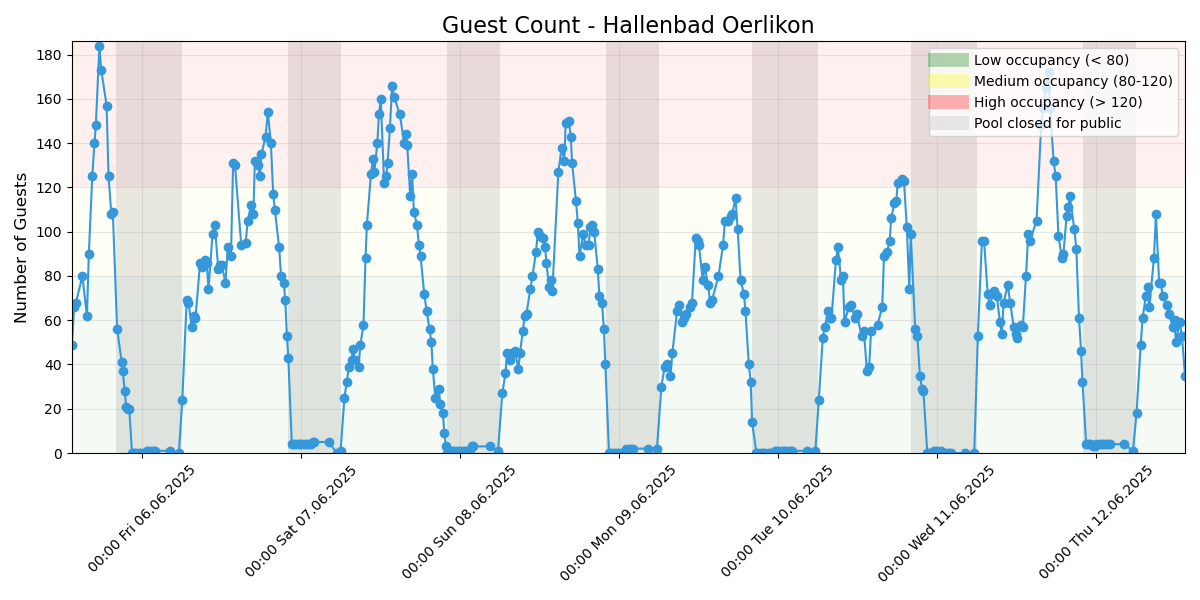 Guest Count - Hallenbad Oerlikon
Low occupancy (< 80)
Medium occupancy (80-120)
High occupancy (> 120)
Pool closed for public
Number of Guests
180
160
140
120
100
80
60
40
20
0
00:00 Fri 06.06.2025
00:00 Sat 07.06.2025
00:00 Sun 08.06.2025
00:00 Mon 09.06.2025
00:00 Tue 10.06.2025
00:00 Wed 11.06.2025
00:00 Thu 12.06.2025